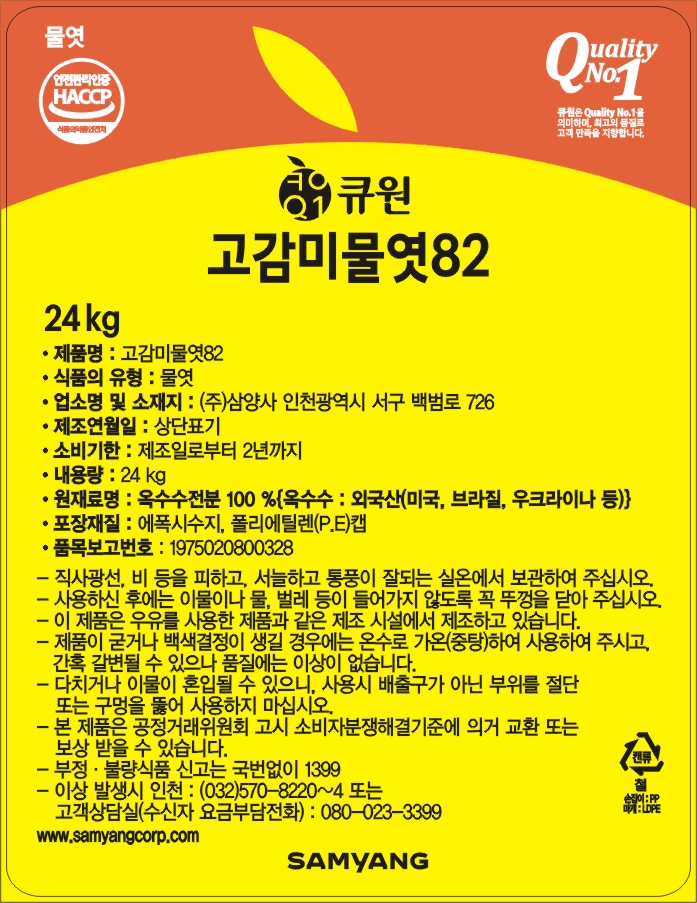 물엿
안전관리인증
HACCP
식품의약품안전처
Quality
No.1
큐원은 Quality No.1을
의미하며, 최고의 품질로
고객 만족을 지향합니다.
Q1 큐원
고감미물엿82
24kg
• 제품명 : 고감미물엿82
• 식품의 유형 : 물엿
• 업소명 및 소재지 : (주)삼양사 인천광역시 서구 백범로 726
• 제조연월일 : 상단표기
• 소비기한 : 제조일로부터 2년까지
• 내용량 : 24 kg
• 원재료명 : 옥수수전분 100 %{옥수수 : 외국산(미국, 브라질, 우크라이나 등)}
• 포장재질 : 에폭시수지, 폴리에틸렌(P.E)캡
• 품목보고번호 : 1975020800328
– 직사광선, 비 등을 피하고, 서늘하고 통풍이 잘되는 실온에서 보관하여 주십시오.
– 사용하신 후에는 이물이나 물, 벌레 등이 들어가지 않도록 꼭 뚜껑을 닫아 주십시오.
– 이 제품은 우유를 사용한 제품과 같은 제조 시설에서 제조하고 있습니다.
– 제품이 굳거나 백색결정이 생길 경우에는 온수로 가온(중탕)하여 사용하여 주시고,
간혹 갈변될 수 있으나 품질에는 이상이 없습니다.
– 다치거나 이물이 혼입될 수 있으니, 사용시 배출구가 아닌 부위를 절단
또는 구멍을 뚫어 사용하지 마십시오.
– 본 제품은 공정거래위원회 고시 소비자분쟁해결기준에 의거 교환 또는
보상 받을 수 있습니다.
– 부정 · 불량식품 신고는 국번없이 1399
– 이상 발생시 인천 : (032)570–8220~4 또는
고객상담실(수신자 요금부담전화) : 080–023–3399
캔류
철
손잡이 : PP
마개 : LDPE
www.samyangcorp.com
SAMYANG